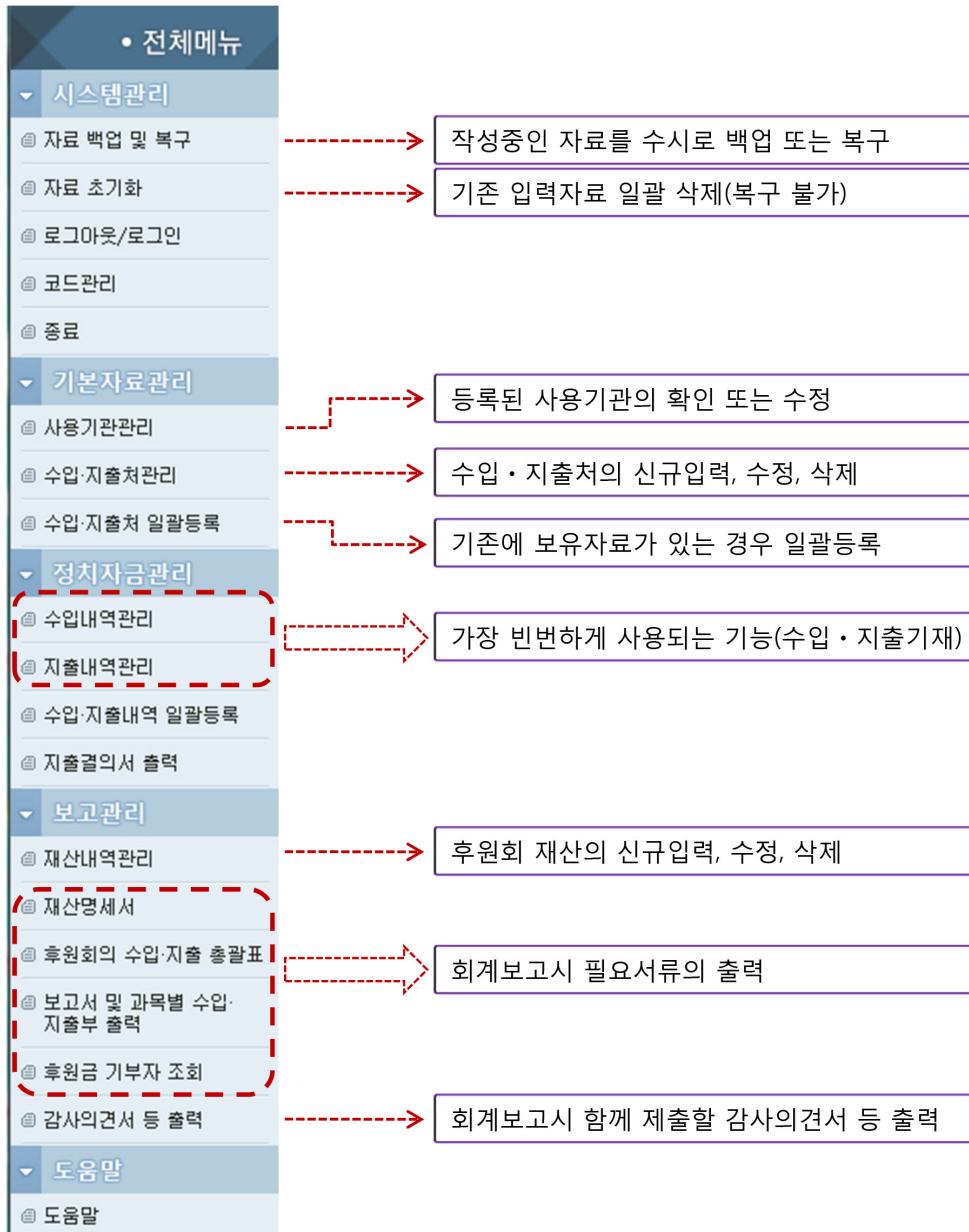 • 전체메뉴
시스템관리
자료 백업 및 복구
작성중인 자료를 수시로 백업 또는 복구
자료 초기화
기존 입력자료 일괄 삭제(복구 불가)
로그아웃/로그인
코드관리
종료
기본자료관리
사용기관관리
등록된 사용기관의 확인 또는 수정
수입·지출처관리
수입・지출처의 신규입력, 수정, 삭제
수입·지출처 일괄등록
기존에 보유자료가 있는 경우 일괄등록
정치자금관리
수입내역관리
지출내역관리
가장 빈번하게 사용되는 기능(수입・지출기재)
수입·지출내역 일괄등록
지출결의서 출력
보고관리
재산내역관리
후원회 재산의 신규입력, 수정, 삭제
재산명세서
후원회의 수입·지출 총괄표
보고서 및 과목별 수입·
지출부 출력
후원금 기부자 조회
회계보고시 필요서류의 출력
감사의견서 등 출력
회계보고시 함께 제출할 감사의견서 등 출력
도움말
도움말